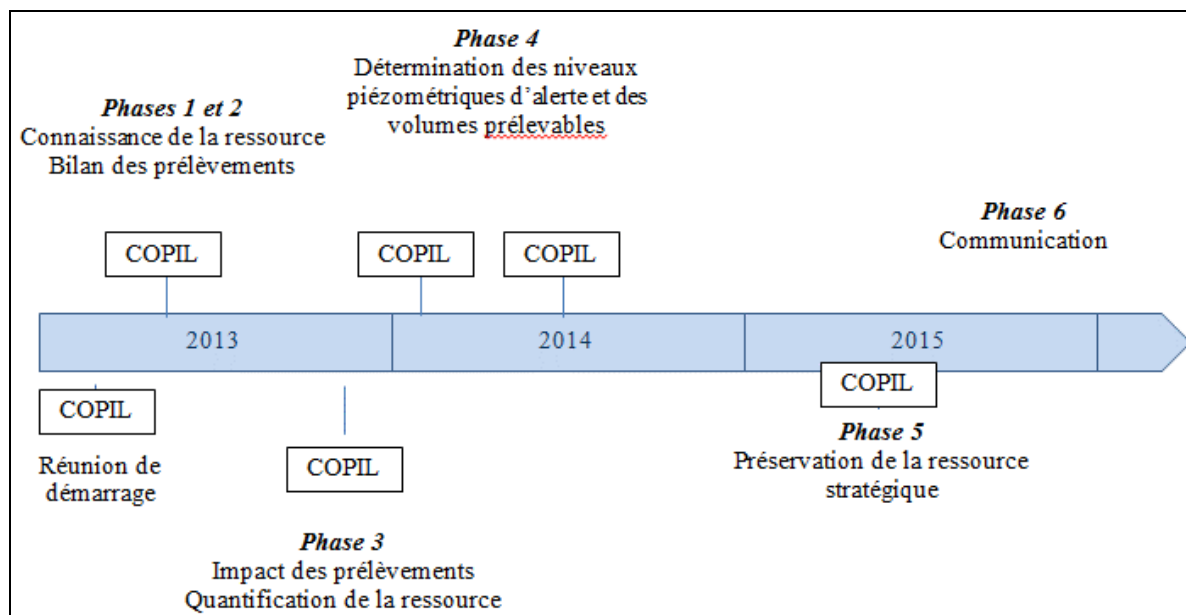 Phase 4
Détermination des niveaux
piézométriques d'alerte et des
volumes prélevables
Phases 1 et 2
Connaissance de la ressource
Bilan des prélèvements
Phase 6
Communication
COPIL
COPIL
COPIL
2013
2014
2015
COPIL
COPIL
Réunion de
démarrage
COPIL
Phase 5
Préservation de la ressource
stratégique
Phase 3
Impact des prélèvements
Quantification de la ressource